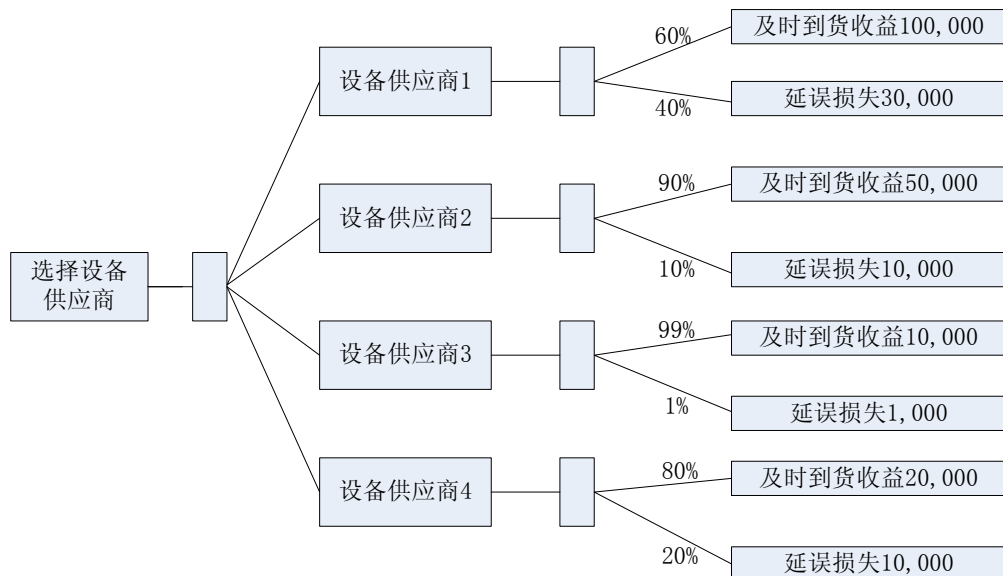 60%
及时到货收益100,000
设备供应商1
40%
延误损失30,000
90%
及时到货收益50,000
设备供应商2
10%
延误损失10,000
选择设备
供应商
99%
及时到货收益10,000
设备供应商3
1%
延误损失1,000
80%
及时到货收益20,000
设备供应商4
20%
延误损失10,000